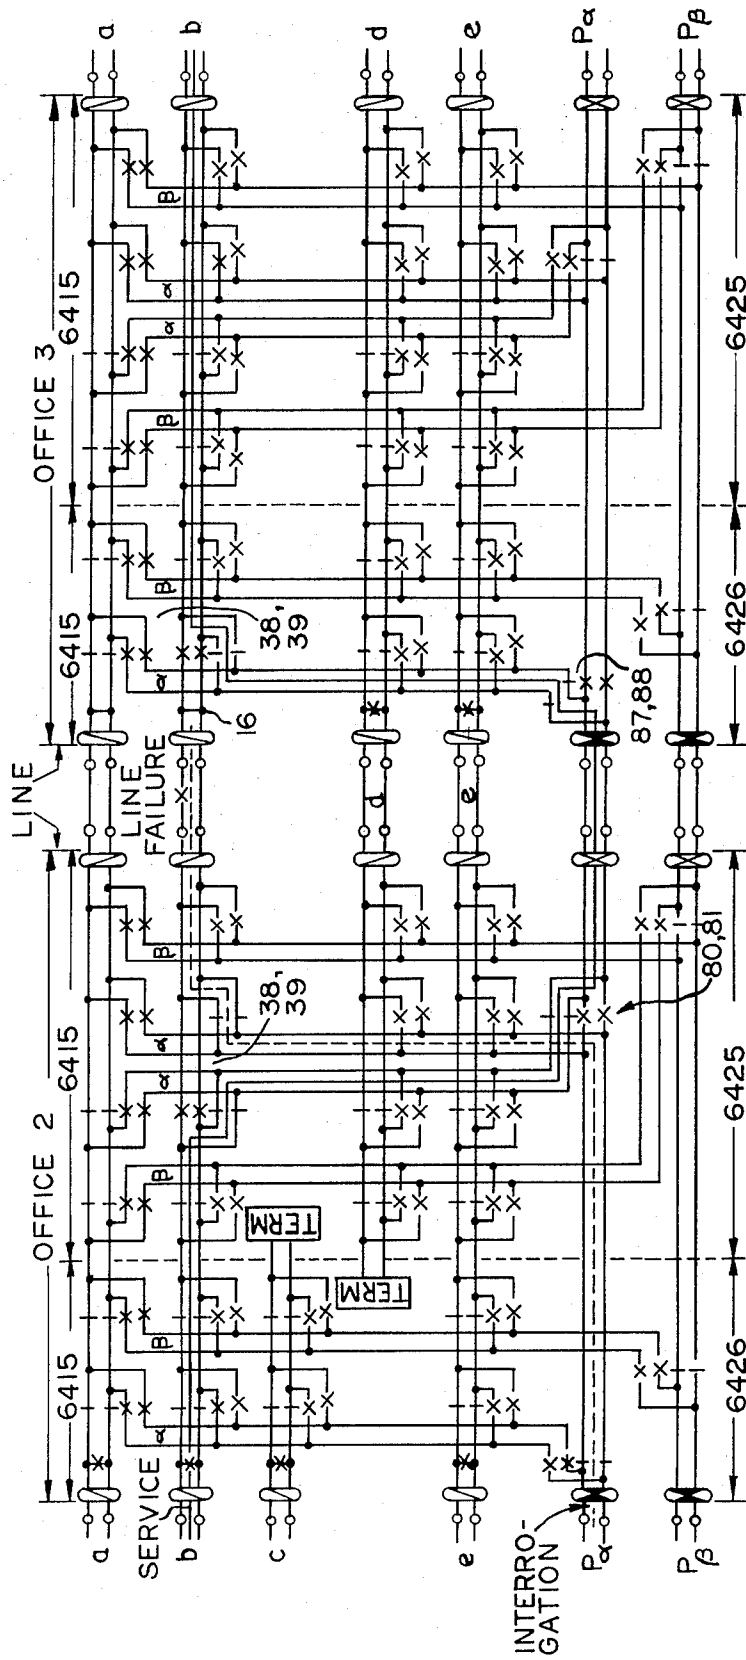 OFFICE 2
LINE
OFFICE 3
6415
6415
6415
6415
a
a
SERVICE
β
α
α
β
LINE FAILURE
α
β
β
α
α
β
b
b
38, 39
16
38, 39
c
TERM
TERM
d
d
e
e
e
INTERRO-
GATION
Pα
80,81
87,88
Pα
Pβ
Pβ
6426
6425
6426
6425